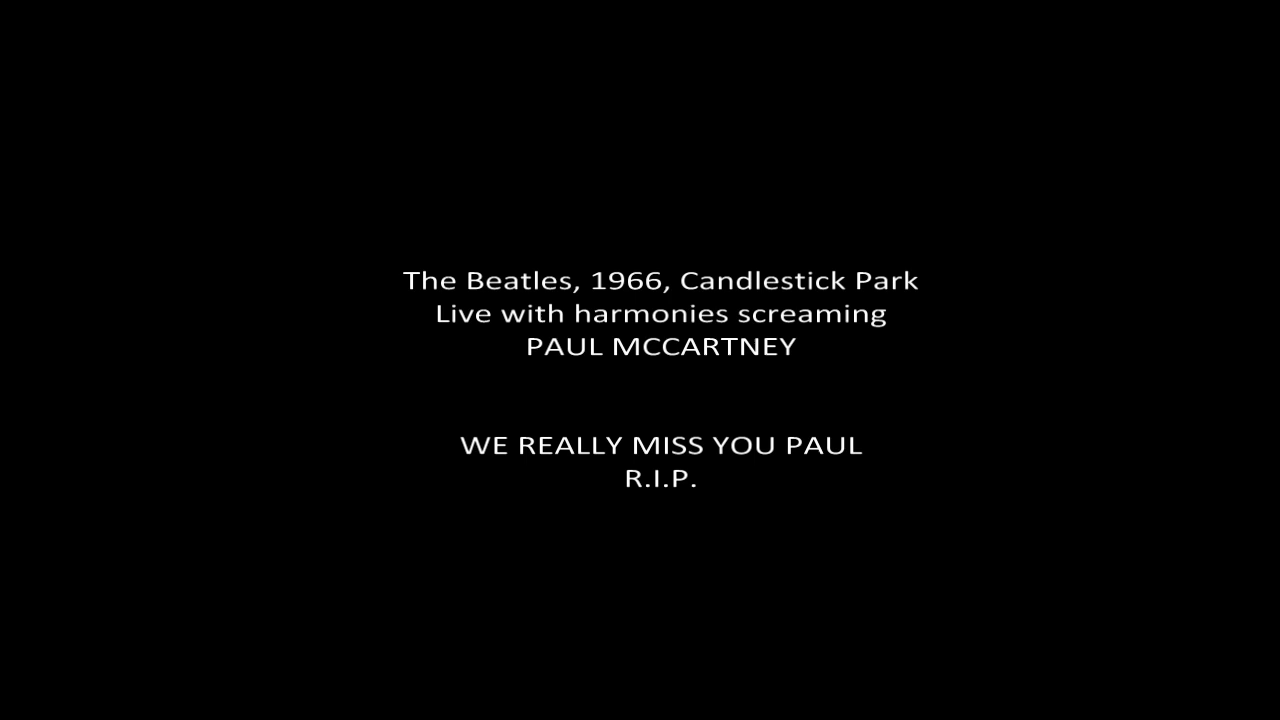 The Beatles, 1966, Candlestick Park
Live with harmonies screaming
PAUL MCCARTNEY
WE REALLY MISS YOU PAUL
R.I.P.